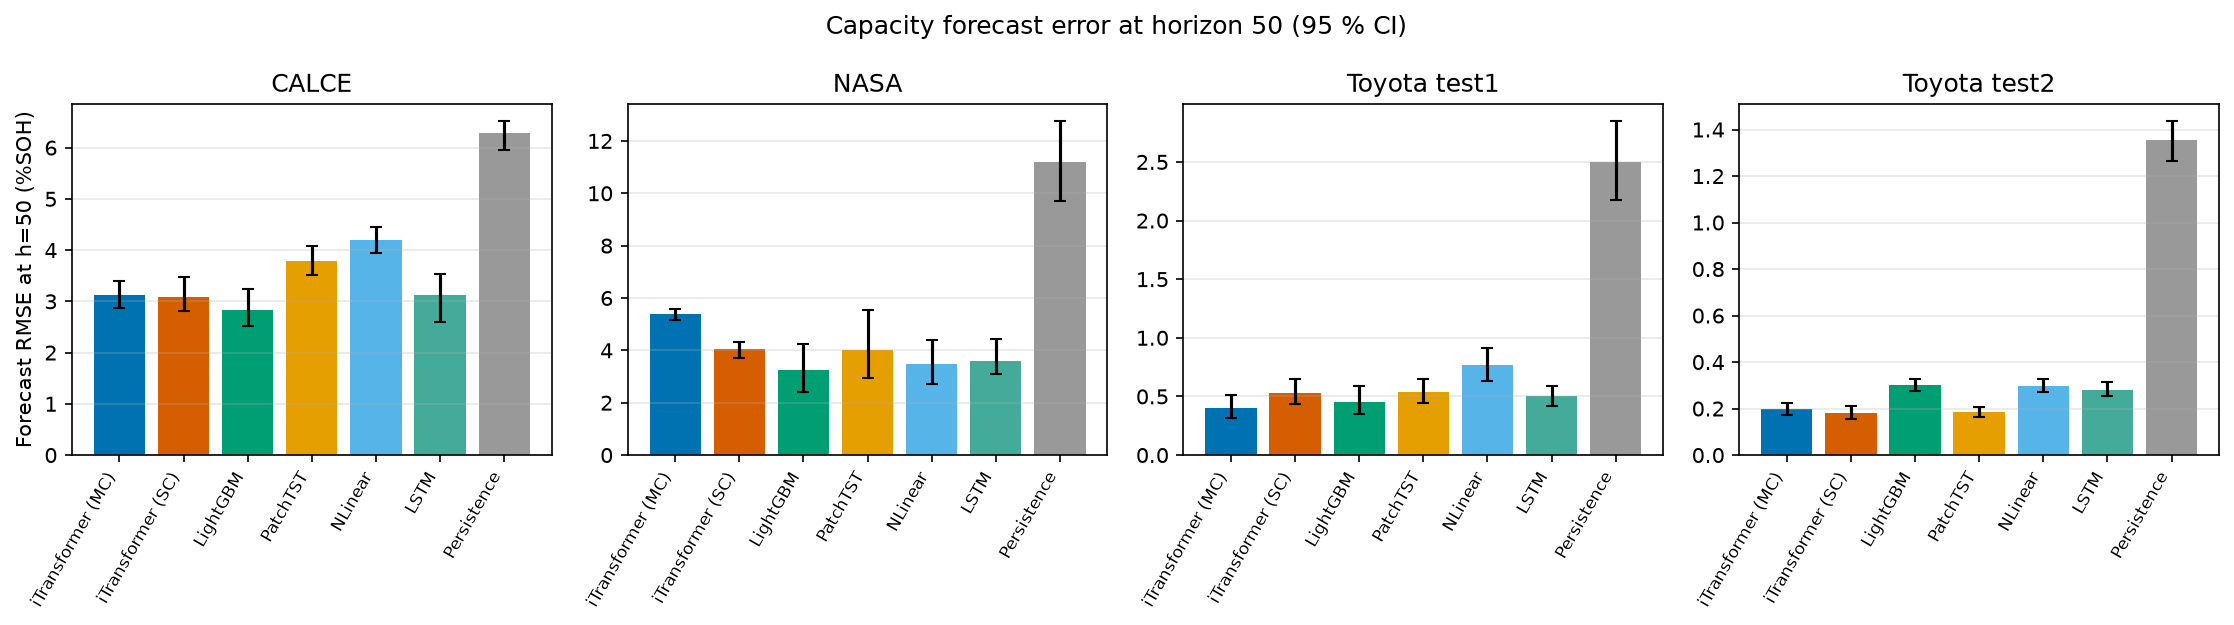 Capacity forecast error at horizon 50 (95 % CI)
CALCE
Forecast RMSE at h=50 (%SOH)
6
5
4
3
2
1
0
iTransformer (MC)
iTransformer (SC)
LightGBM
PatchTST
NLinear
LSTM
Persistence
NASA
12
10
8
6
4
2
0
iTransformer (MC)
iTransformer (SC)
LightGBM
PatchTST
NLinear
LSTM
Persistence
Toyota test1
2.5
2.0
1.5
1.0
0.5
0.0
iTransformer (MC)
iTransformer (SC)
LightGBM
PatchTST
NLinear
LSTM
Persistence
Toyota test2
1.4
1.2
1.0
0.8
0.6
0.4
0.2
0.0
iTransformer (MC)
iTransformer (SC)
LightGBM
PatchTST
NLinear
LSTM
Persistence